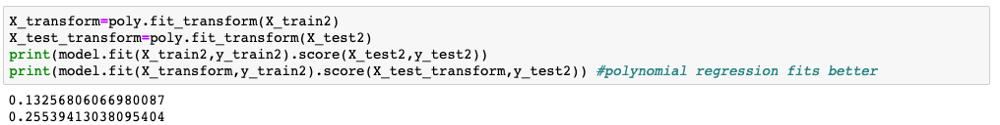 X_transform=poly.fit_transform(X_train2)
X_test_transform=poly.fit_transform(X_test2)
print(model.fit(X_train2,y_train2).score(X_test2,y_test2))
print(model.fit(X_transform,y_train2).score(X_test_transform,y_test2)) #polynomial regression fits better
0.13256806066980087
0.25539413038095404